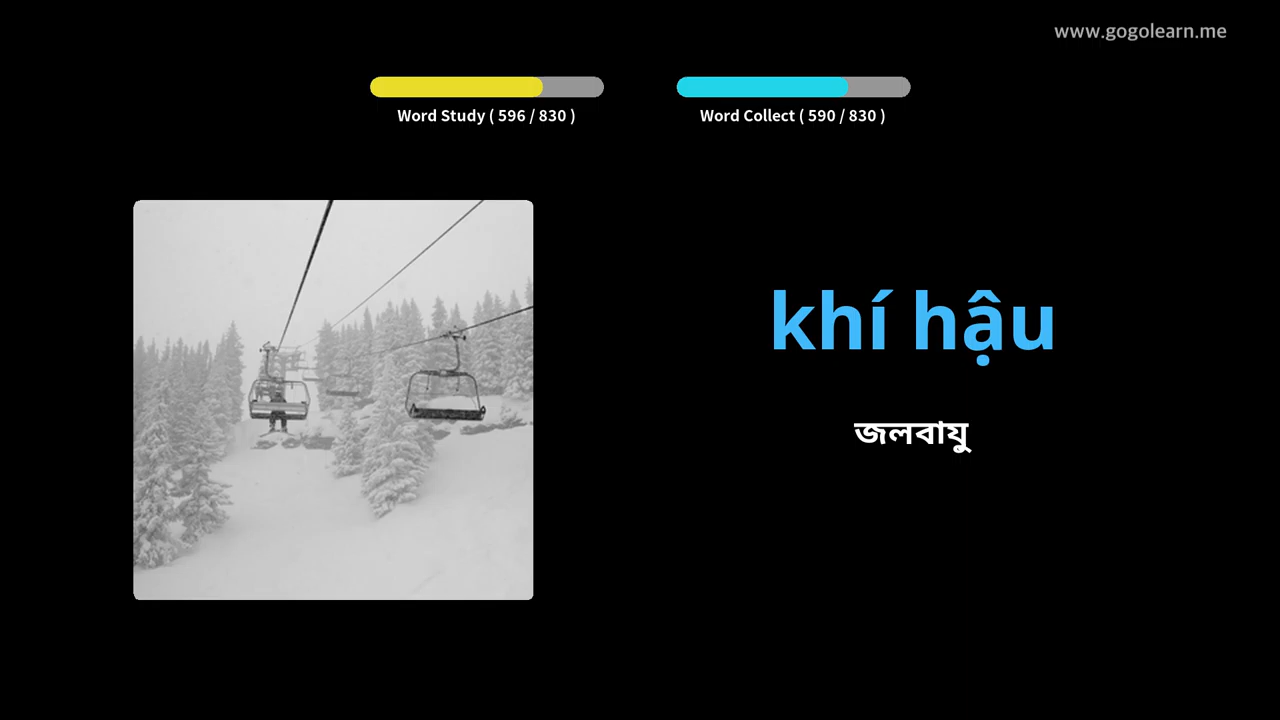 www.gogolearn.me
Word Study ( 596 / 830 )
Word Collect ( 590 / 830 )
khí hậu
জলবায়ু